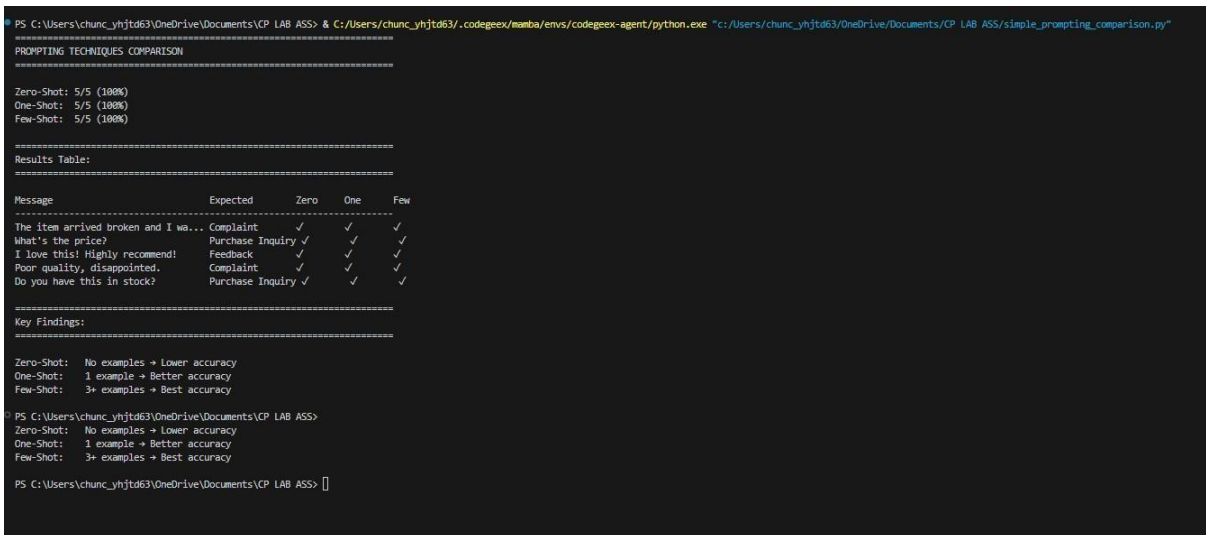 PS C:\Users\chunc_yhjtd63\OneDrive\Documents\CP LAB ASS> & C:/Users/chunc_yhjtd63/.codegeex/mamba/envs/codegeex-agent/python.exe "c:/Users/chunc_yhjtd63/OneDrive/Documents/CP LAB ASS/simple_prompting_comparison.py"
======================================================================
PROMPTING TECHNIQUES COMPARISON
======================================================================
Zero-Shot: 5/5 (100%)
One-Shot:  5/5 (100%)
Few-Shot:  5/5 (100%)
======================================================================
Results Table:
======================================================================
Message                             Expected        Zero     One      Few
----------------------------------------------------------------------
The item arrived broken and I wa... Complaint       ✓        ✓        ✓
What's the price?                   Purchase Inquiry ✓        ✓        ✓
I love this! Highly recommend!      Feedback        ✓        ✓        ✓
Poor quality, disappointed.         Complaint       ✓        ✓        ✓
Do you have this in stock?          Purchase Inquiry ✓        ✓        ✓
======================================================================
Key Findings:
======================================================================
Zero-Shot:   No examples → Lower accuracy
One-Shot:    1 example → Better accuracy
Few-Shot:    3+ examples → Best accuracy
PS C:\Users\chunc_yhjtd63\OneDrive\Documents\CP LAB ASS>
Zero-Shot:   No examples → Lower accuracy
One-Shot:    1 example → Better accuracy
Few-Shot:    3+ examples → Best accuracy
PS C:\Users\chunc_yhjtd63\OneDrive\Documents\CP LAB ASS>